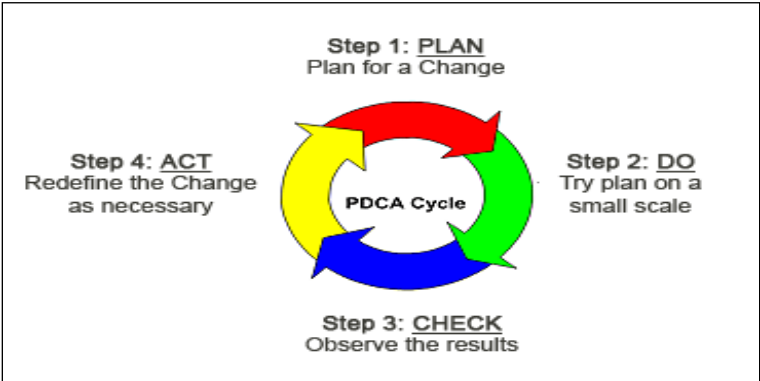 Step 1: PLAN
Plan for a Change
Step 4: ACT
Redefine the Change
as necessary
PDCA Cycle
Step 2: DO
Try plan on a
small scale
Step 3: CHECK
Observe the results